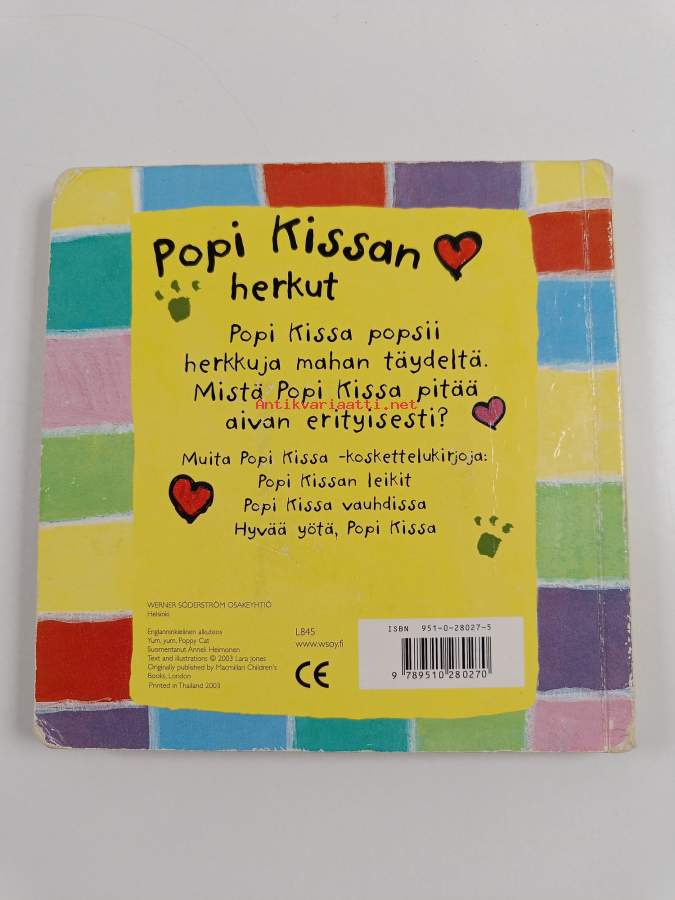 Popi Kissan
herkut
Popi Kissa popsii
herkkuja mahan täydeltä.
Mistä Popi Kissa pitää
Antikvariaatti.net
aivan erityisesti?
Muita Popi Kissa -koskettelukirjoja:
Popi Kissan leikit
Popi Kissa vauhdissa
Hyvää yötä, Popi Kissa
WERNER SÖDERSTRÖM OSAKEYHTIÖ
Helsinki
Englanninkielinen alkuteos
Yum, yum, Poppy Cat
Suomentanut Anneli Heimonen
Text and illustrations © 2003 Lara Jones
Originally published by Macmillan Children's
Books, London
Printed in Thailand 2003
L845
www.wsoy.fi
CE
ISBN 951-0-28027-5
9 789510 280270